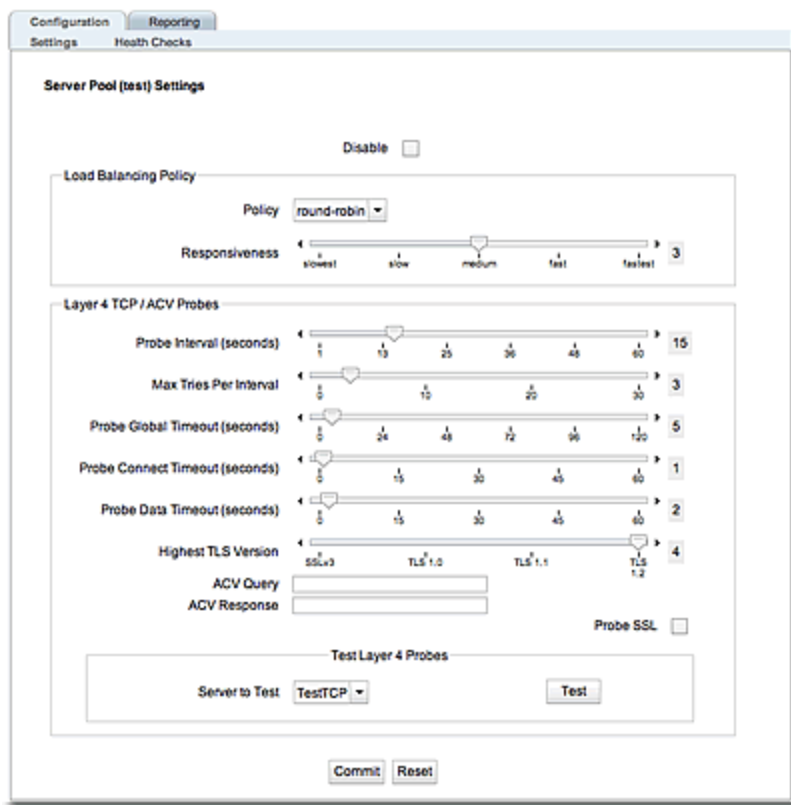 Configuration Reporting
Settings Heath Checks
Server Pool (test) Settings
Disable
Load Balancing Policy
Policy round-robin
Responsiveness 3
slowest slow medium fast fastest
Layer 4 TCP / ACV Probes
Probe Interval (seconds) 15
1 13 25 36 48 60
Max Tries Per Interval 3
0 10 20 30
Probe Global Timeout (seconds) 5
0 24 48 72 96 120
Probe Connect Timeout (seconds) 1
0 15 30 45 60
Probe Data Timeout (seconds) 2
0 15 30 45 60
Highest TLS Version 4
SSLv3 TLS 1.0 TLS 1.1 TLS 1.2
ACV Query
ACV Response
Probe SSL
Test Layer 4 Probes
Server to Test TestTCP Test
Commit Reset